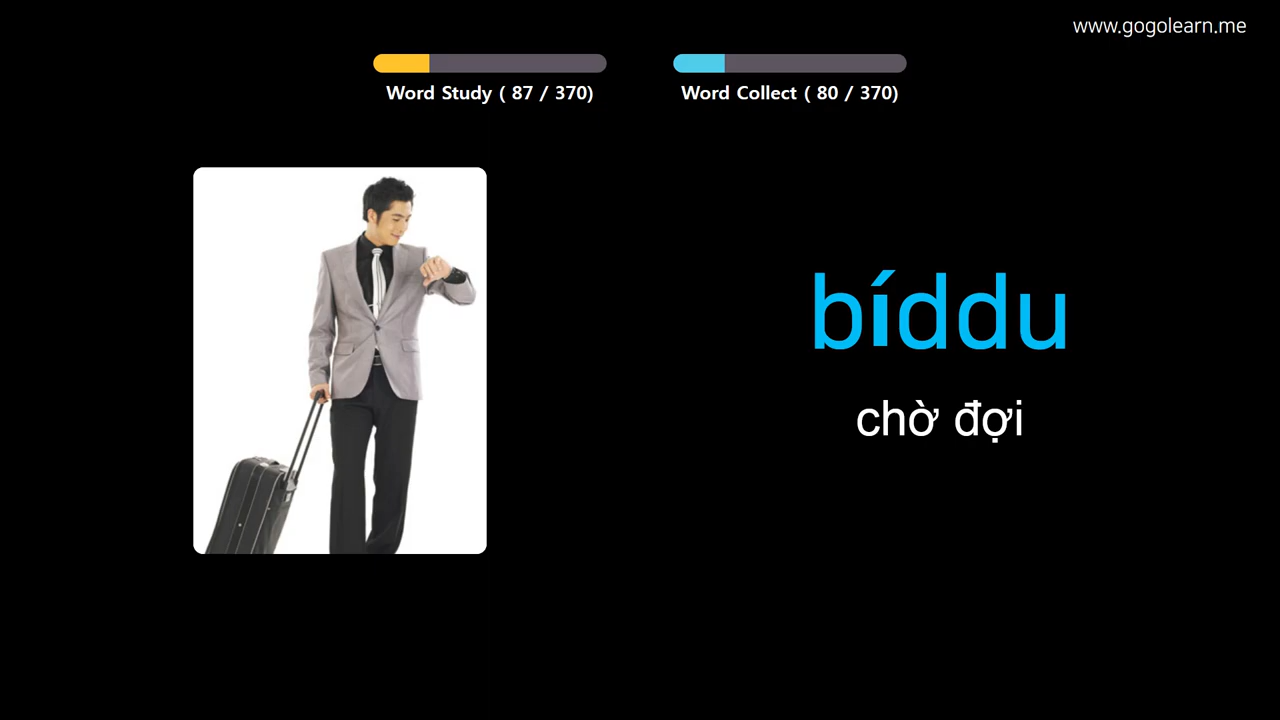 www.gogolearn.me
Word Study ( 87 / 370)
Word Collect ( 80 / 370)
bíddu
chờ đợi